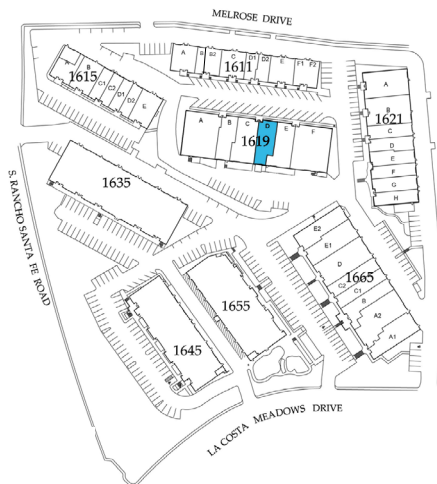 MELROSE DRIVE
A B B2 C D1 D2 E F1 F2
1611
A B C1 C2 D1 D2 E
1615
A B C D E F
1619
A
B
1621
C
D
E
F
G
H
1635
S. RANCHO SANTA FE ROAD
E2
E1
D
1665
C2 C1
B
A2
A1
1655
1645
LA COSTA MEADOWS DRIVE